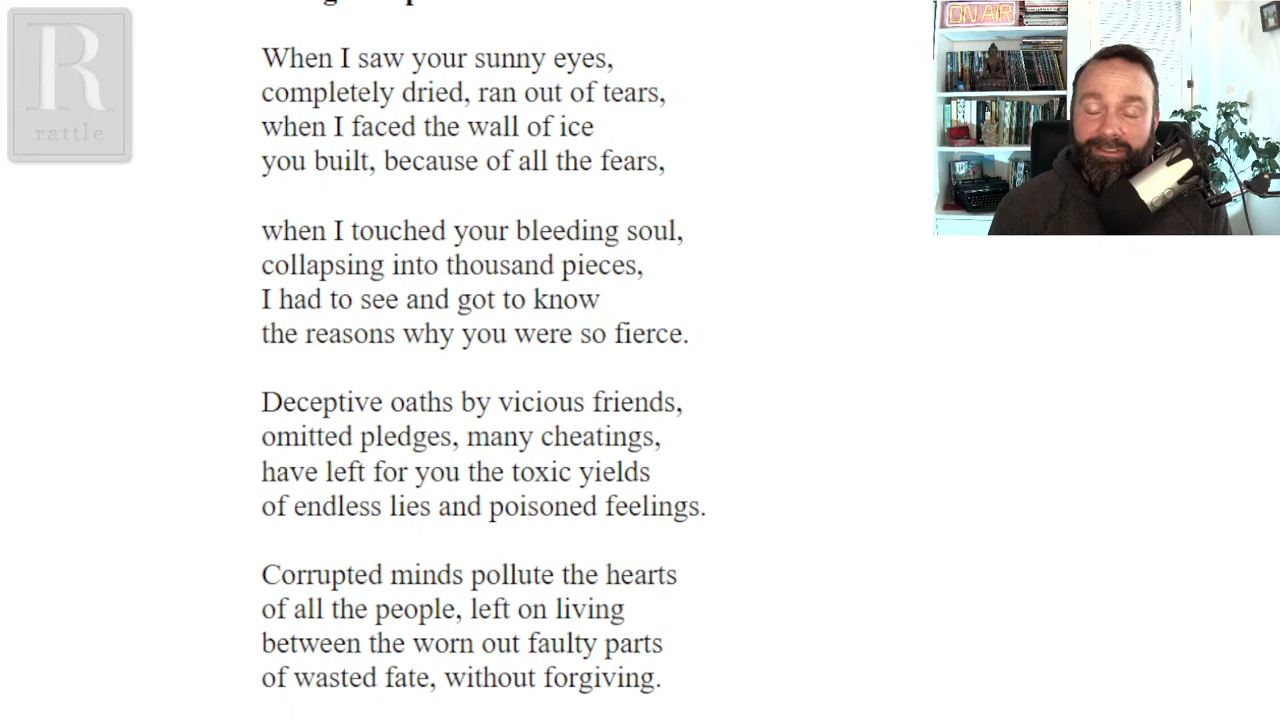 R
rattle
ON AIR
When I saw your sunny eyes,
completely dried, ran out of tears,
when I faced the wall of ice
you built, because of all the fears,
when I touched your bleeding soul,
collapsing into thousand pieces,
I had to see and got to know
the reasons why you were so fierce.
Deceptive oaths by vicious friends,
omitted pledges, many cheatings,
have left for you the toxic yields
of endless lies and poisoned feelings.
Corrupted minds pollute the hearts
of all the people, left on living
between the worn out faulty parts
of wasted fate, without forgiving.